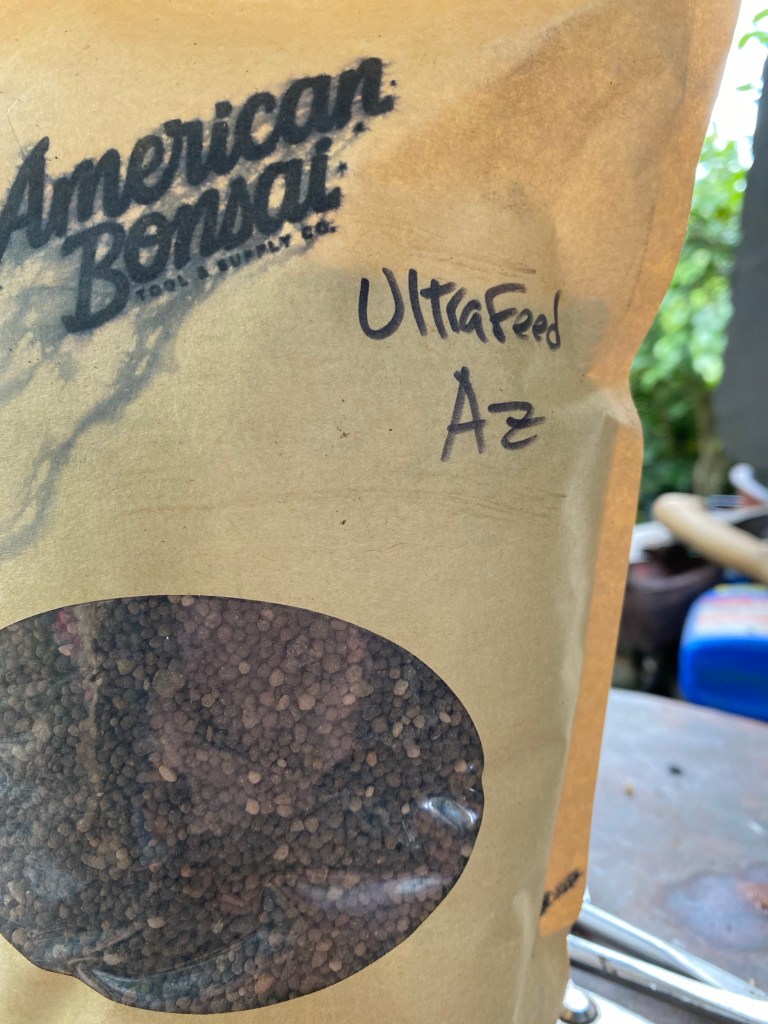 American
Bonsai
TOOL & SUPPLY CO.
UltraFeed
Az